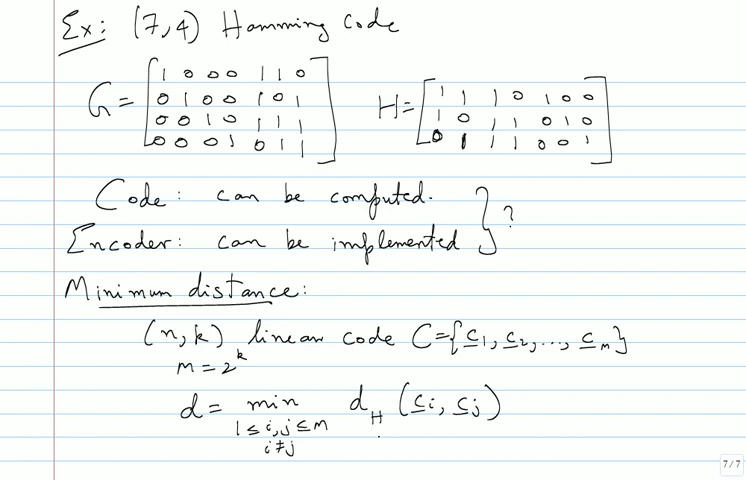 Ex: (7,4) Hamming Code
G = [1 0 0 0 1 1 0
0 1 0 0 1 0 1
0 0 1 0 1 1 1
0 0 0 1 0 1 1]
H = [1 1 1 0 1 0 0
1 0 1 1 0 1 0
0 1 1 1 0 0 1]
Code: can be computed.
Encoder: can be implemented } ?
Minimum distance:
(n,k) linear code C = {c1, c2, ..., cm}
m = 2^k
d = min dH (ci, cj)
1 ≤ i,j ≤ m
i ≠ j
7/7